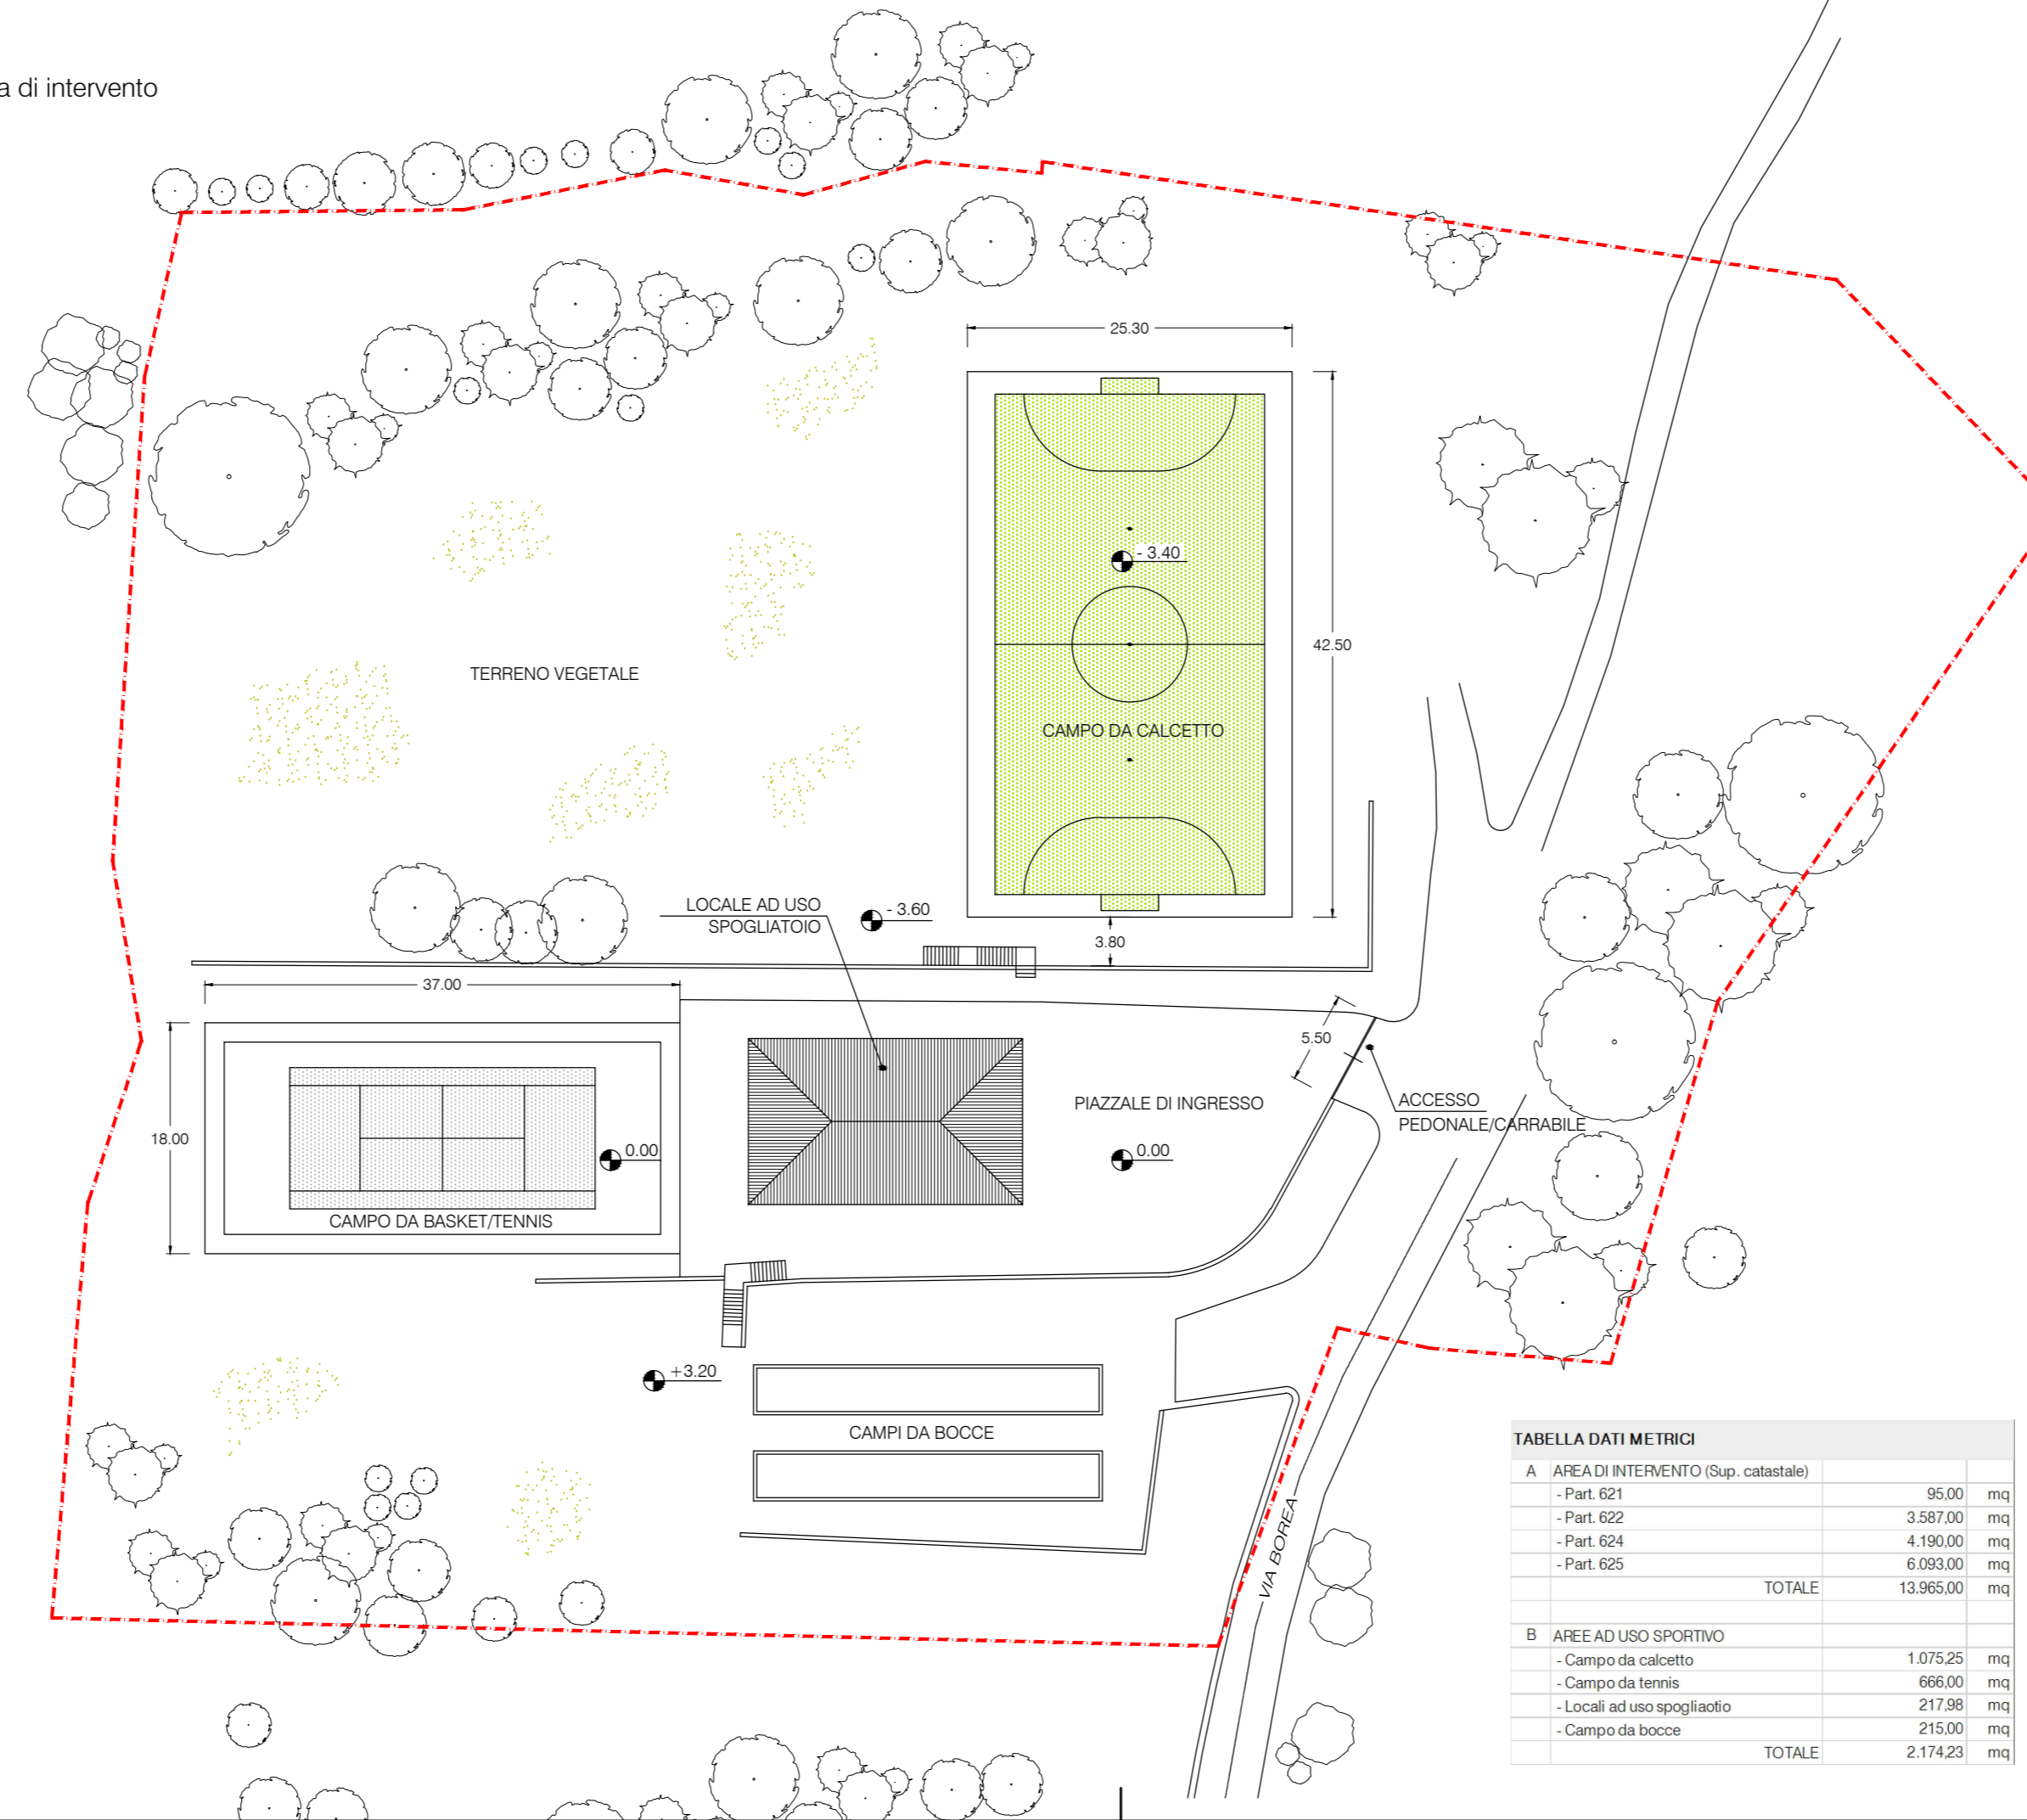 a di intervento
25.30
- 3.40
42.50
TERRENO VEGETALE
CAMPO DA CALCETTO
LOCALE AD USO
SPOGLIATOIO
- 3.60
3.80
37.00
5.50
PIAZZALE DI INGRESSO
ACCESSO
PEDONALE/CARRABILE
18.00
0.00
0.00
CAMPO DA BASKET/TENNIS
+3.20
CAMPI DA BOCCE
VIA BOREA
TABELLA DATI METRICI
A AREA DI INTERVENTO (Sup. catastale)
- Part. 621 95,00 mq
- Part. 622 3.587,00 mq
- Part. 624 4.190,00 mq
- Part. 625 6.093,00 mq
TOTALE 13.965,00 mq
B AREE AD USO SPORTIVO
- Campo da calcetto 1.075,25 mq
- Campo da tennis 666,00 mq
- Locali ad uso spogliaotio 217,98 mq
- Campo da bocce 215,00 mq
TOTALE 2.174,23 mq